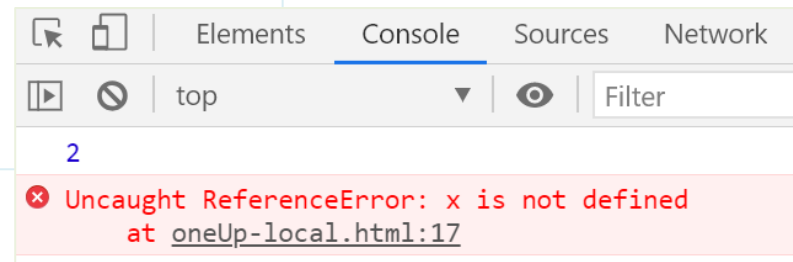 Elements Console Sources Network
top Filter
2
Uncaught ReferenceError: x is not defined
at oneUp-local.html:17